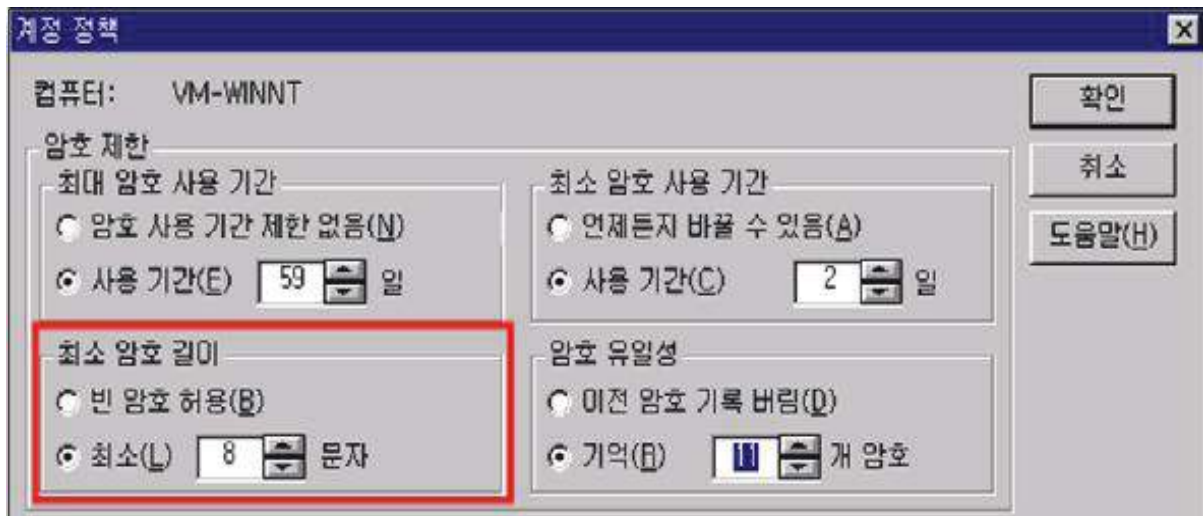 계정 정책
컴퓨터: VM-WINNT
확인
취소
도움말(H)
암호 제한
최대 암호 사용 기간
암호 사용 기간 제한 없음(N)
사용 기간(E) 59 일
최소 암호 사용 기간
언제든지 바꿀 수 있음(A)
사용 기간(C) 2 일
최소 암호 길이
빈 암호 허용(B)
최소(L) 8 문자
암호 유일성
이전 암호 기록 버림(D)
기억(R) 11 개 암호